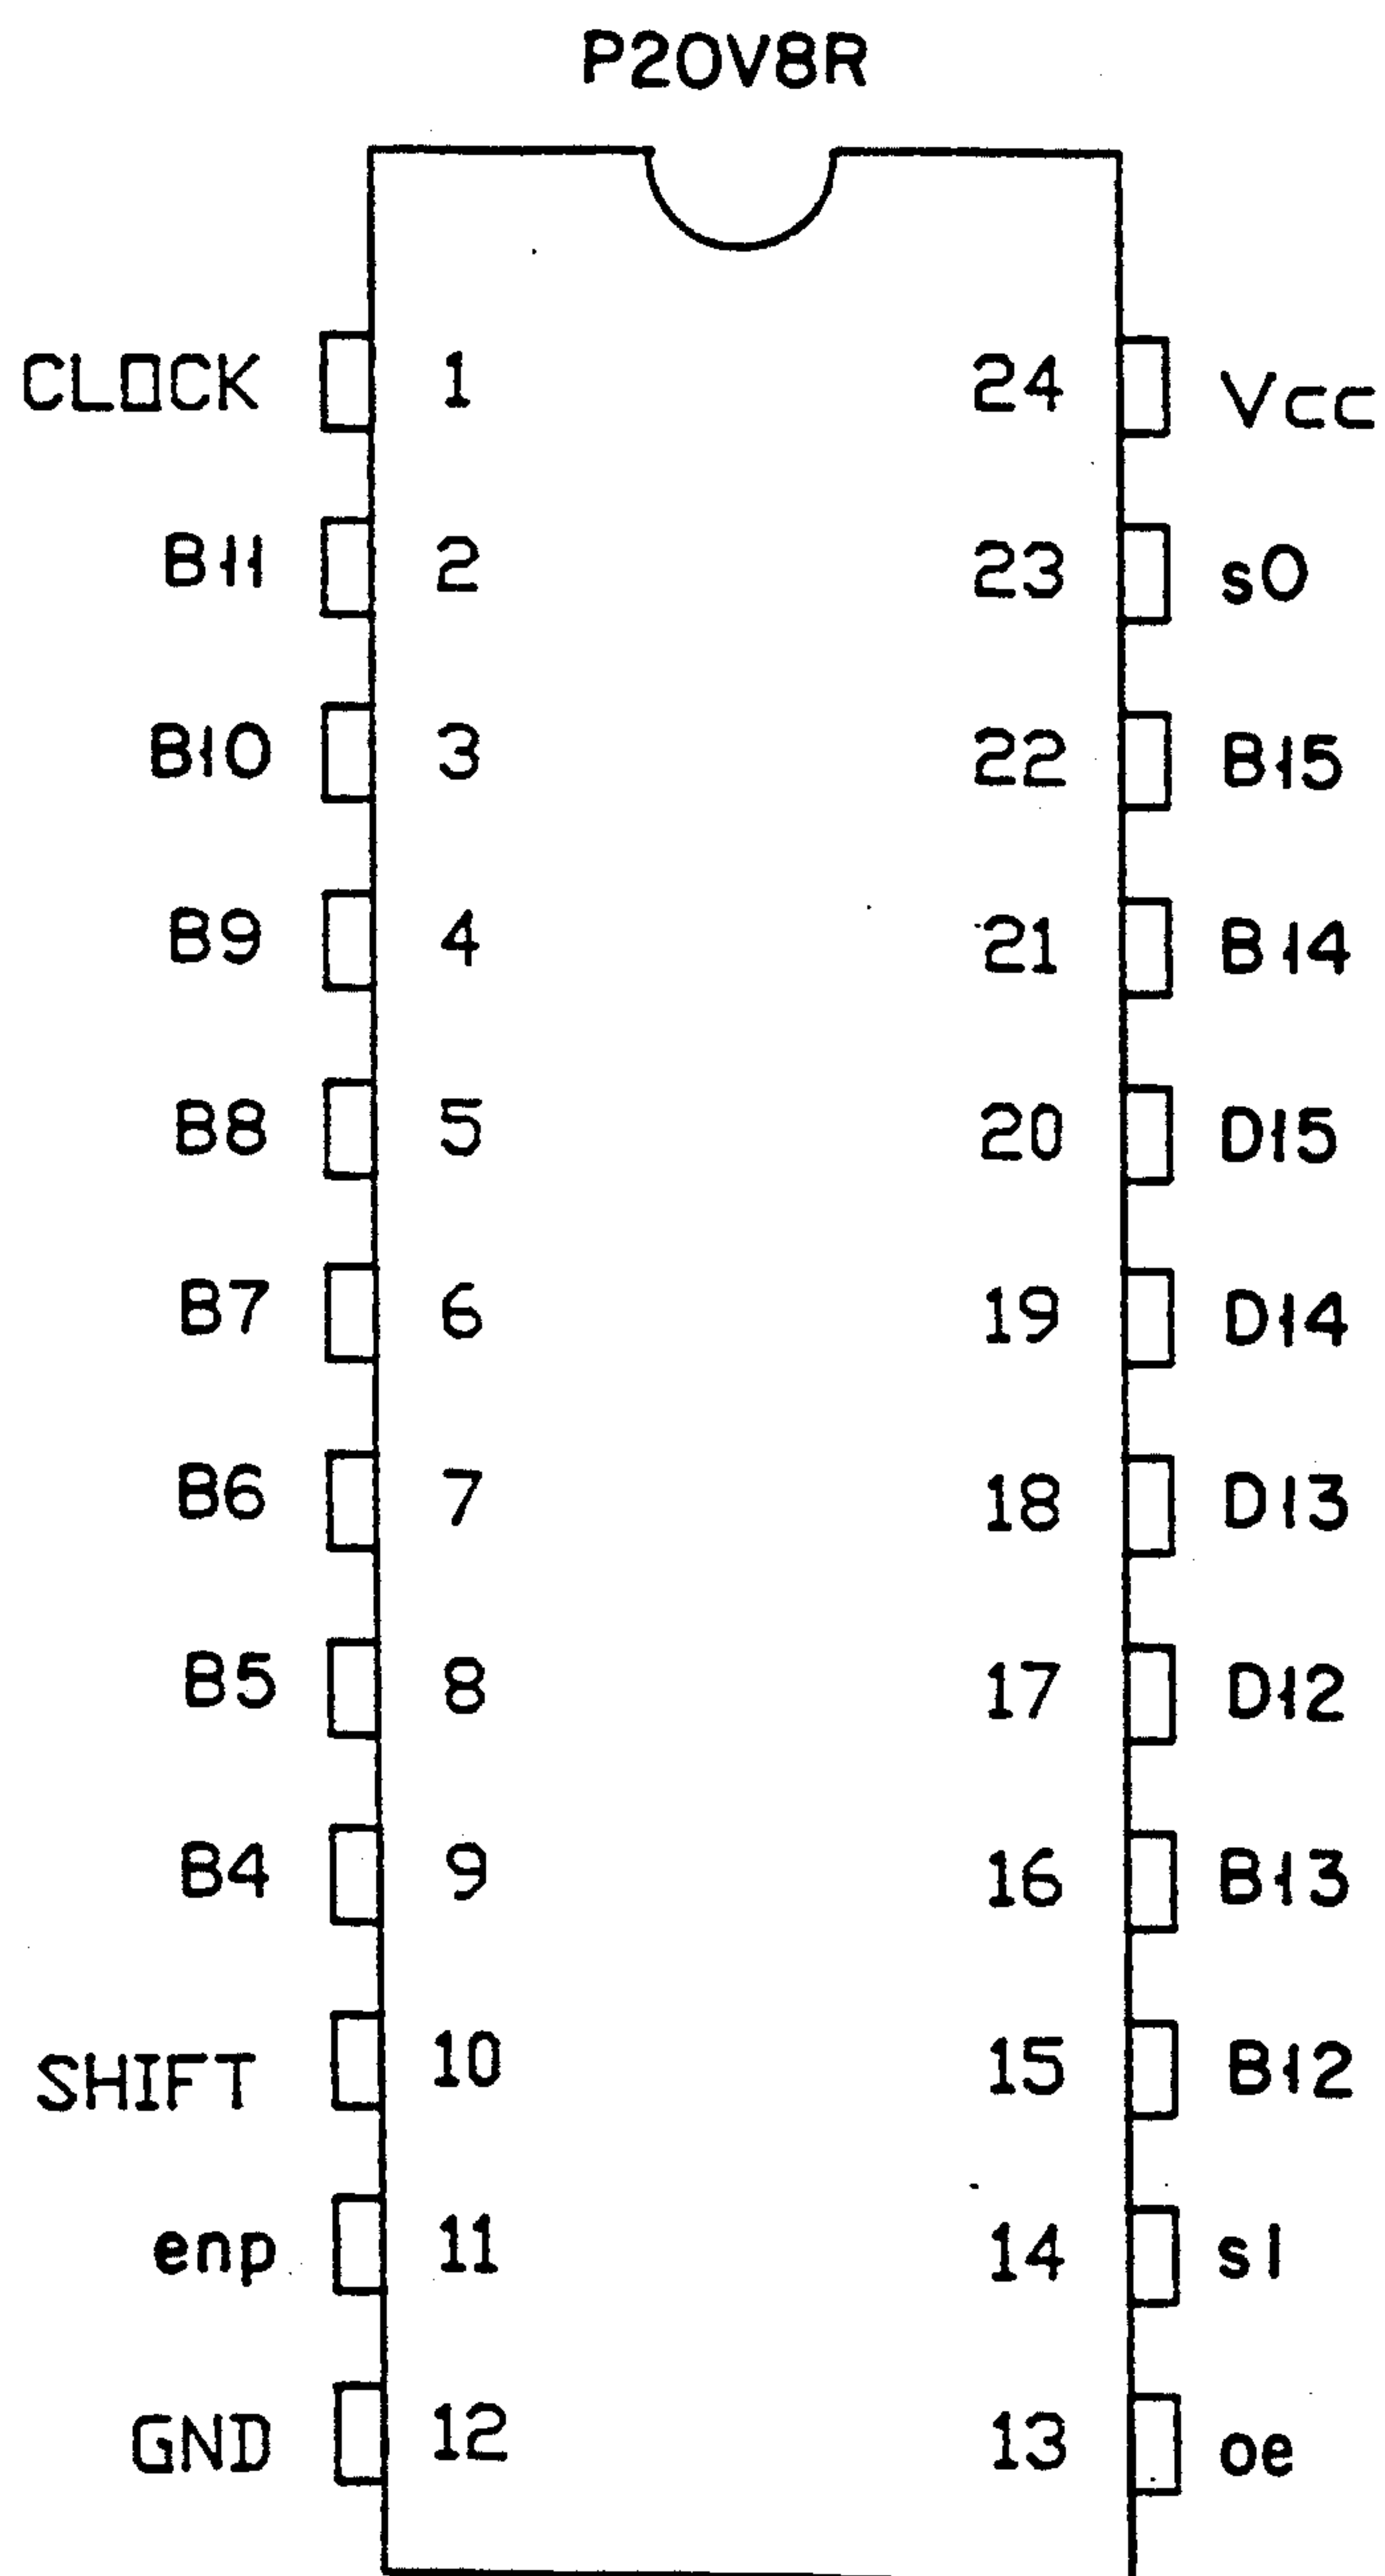 P20V8R
CLOCK 1 24 Vcc
B11 2 23 s0
B10 3 22 B15
B9 4 21 B14
B8 5 20 D15
B7 6 19 D14
B6 7 18 D13
B5 8 17 D12
B4 9 16 B13
SHIFT 10 15 B12
enp 11 14 s1
GND 12 13 oe